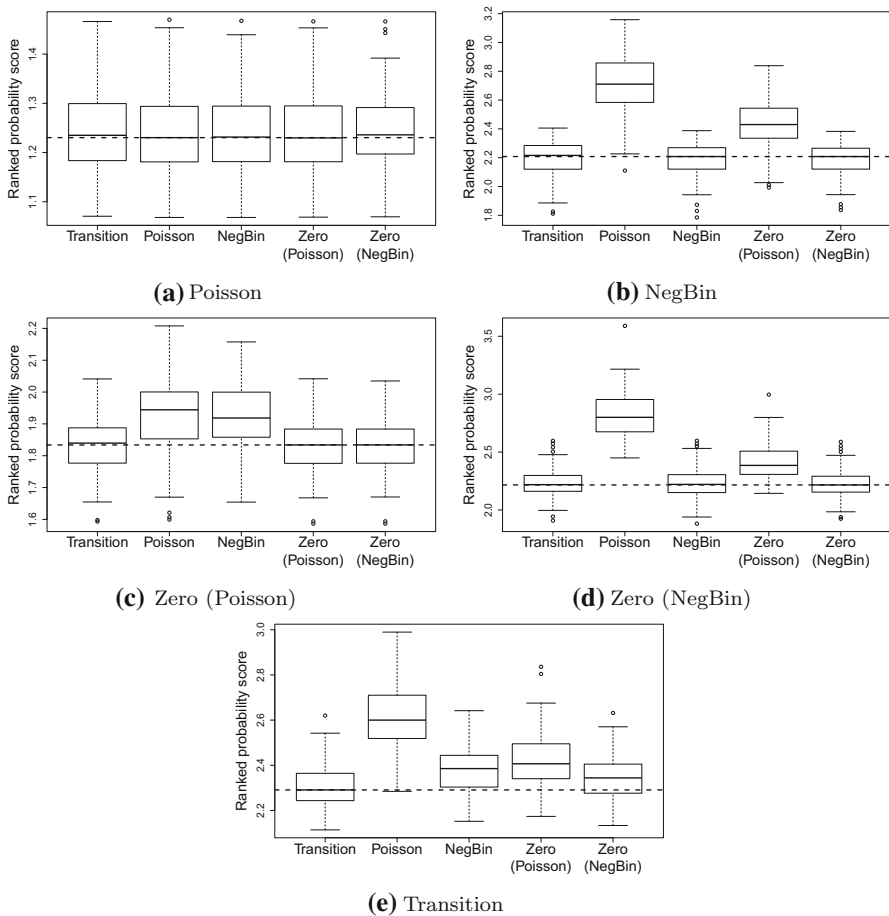 Ranked probability score
1.1 1.2 1.3 1.4
Transition Poisson NegBin Zero (Poisson) Zero (NegBin)
(a) Poisson
Ranked probability score
1.8 2.0 2.2 2.4 2.6 2.8 3.0 3.2
Transition Poisson NegBin Zero (Poisson) Zero (NegBin)
(b) NegBin
Ranked probability score
1.6 1.7 1.8 1.9 2.0 2.1 2.2
Transition Poisson NegBin Zero (Poisson) Zero (NegBin)
(c) Zero (Poisson)
Ranked probability score
2.0 2.5 3.0 3.5
Transition Poisson NegBin Zero (Poisson) Zero (NegBin)
(d) Zero (NegBin)
Ranked probability score
2.2 2.4 2.6 2.8 3.0
Transition Poisson NegBin Zero (Poisson) Zero (NegBin)
(e) Transition